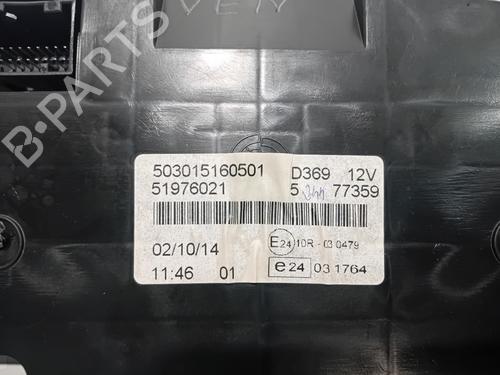 VEN
B-PARTS
503015160501 D369 12V
51976021 5 77359
02/10/14 E24 10R - 03 0479
11:46 01 e24 03 1764